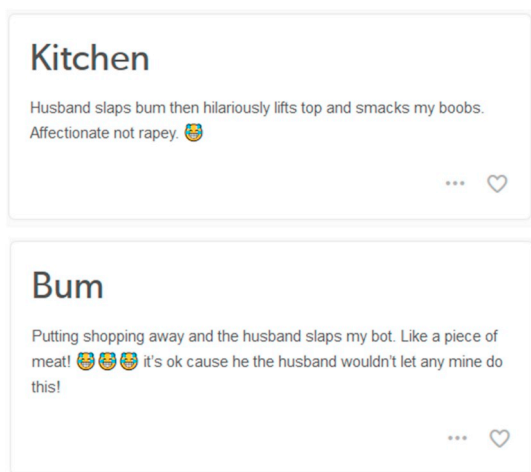 Kitchen
Husband slaps bum then hilariously lifts top and smacks my boobs.
Affectionate not rapey. 😂
Bum
Putting shopping away and the husband slaps my bot. Like a piece of
meat! 😂😂😂 it's ok cause he the husband wouldn't let any mine do
this!